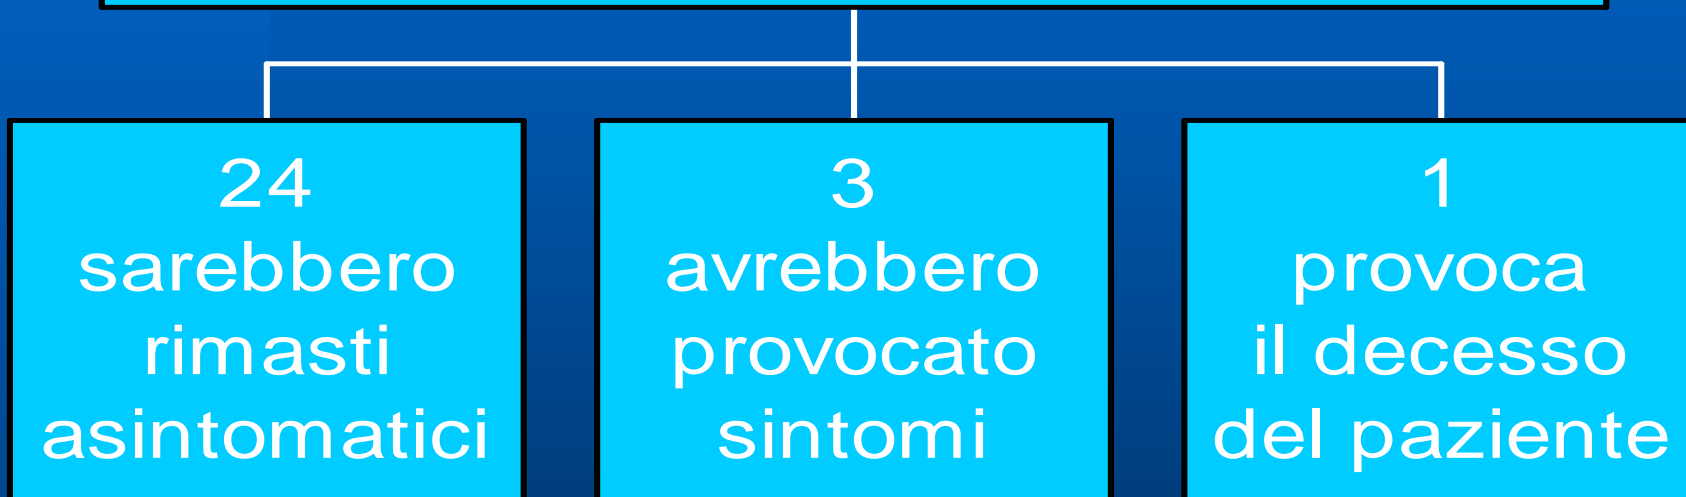 24
sarebbero
rimasti
asintomatici
3
avrebbero
provocato
sintomi
1
provoca
il decesso
del paziente